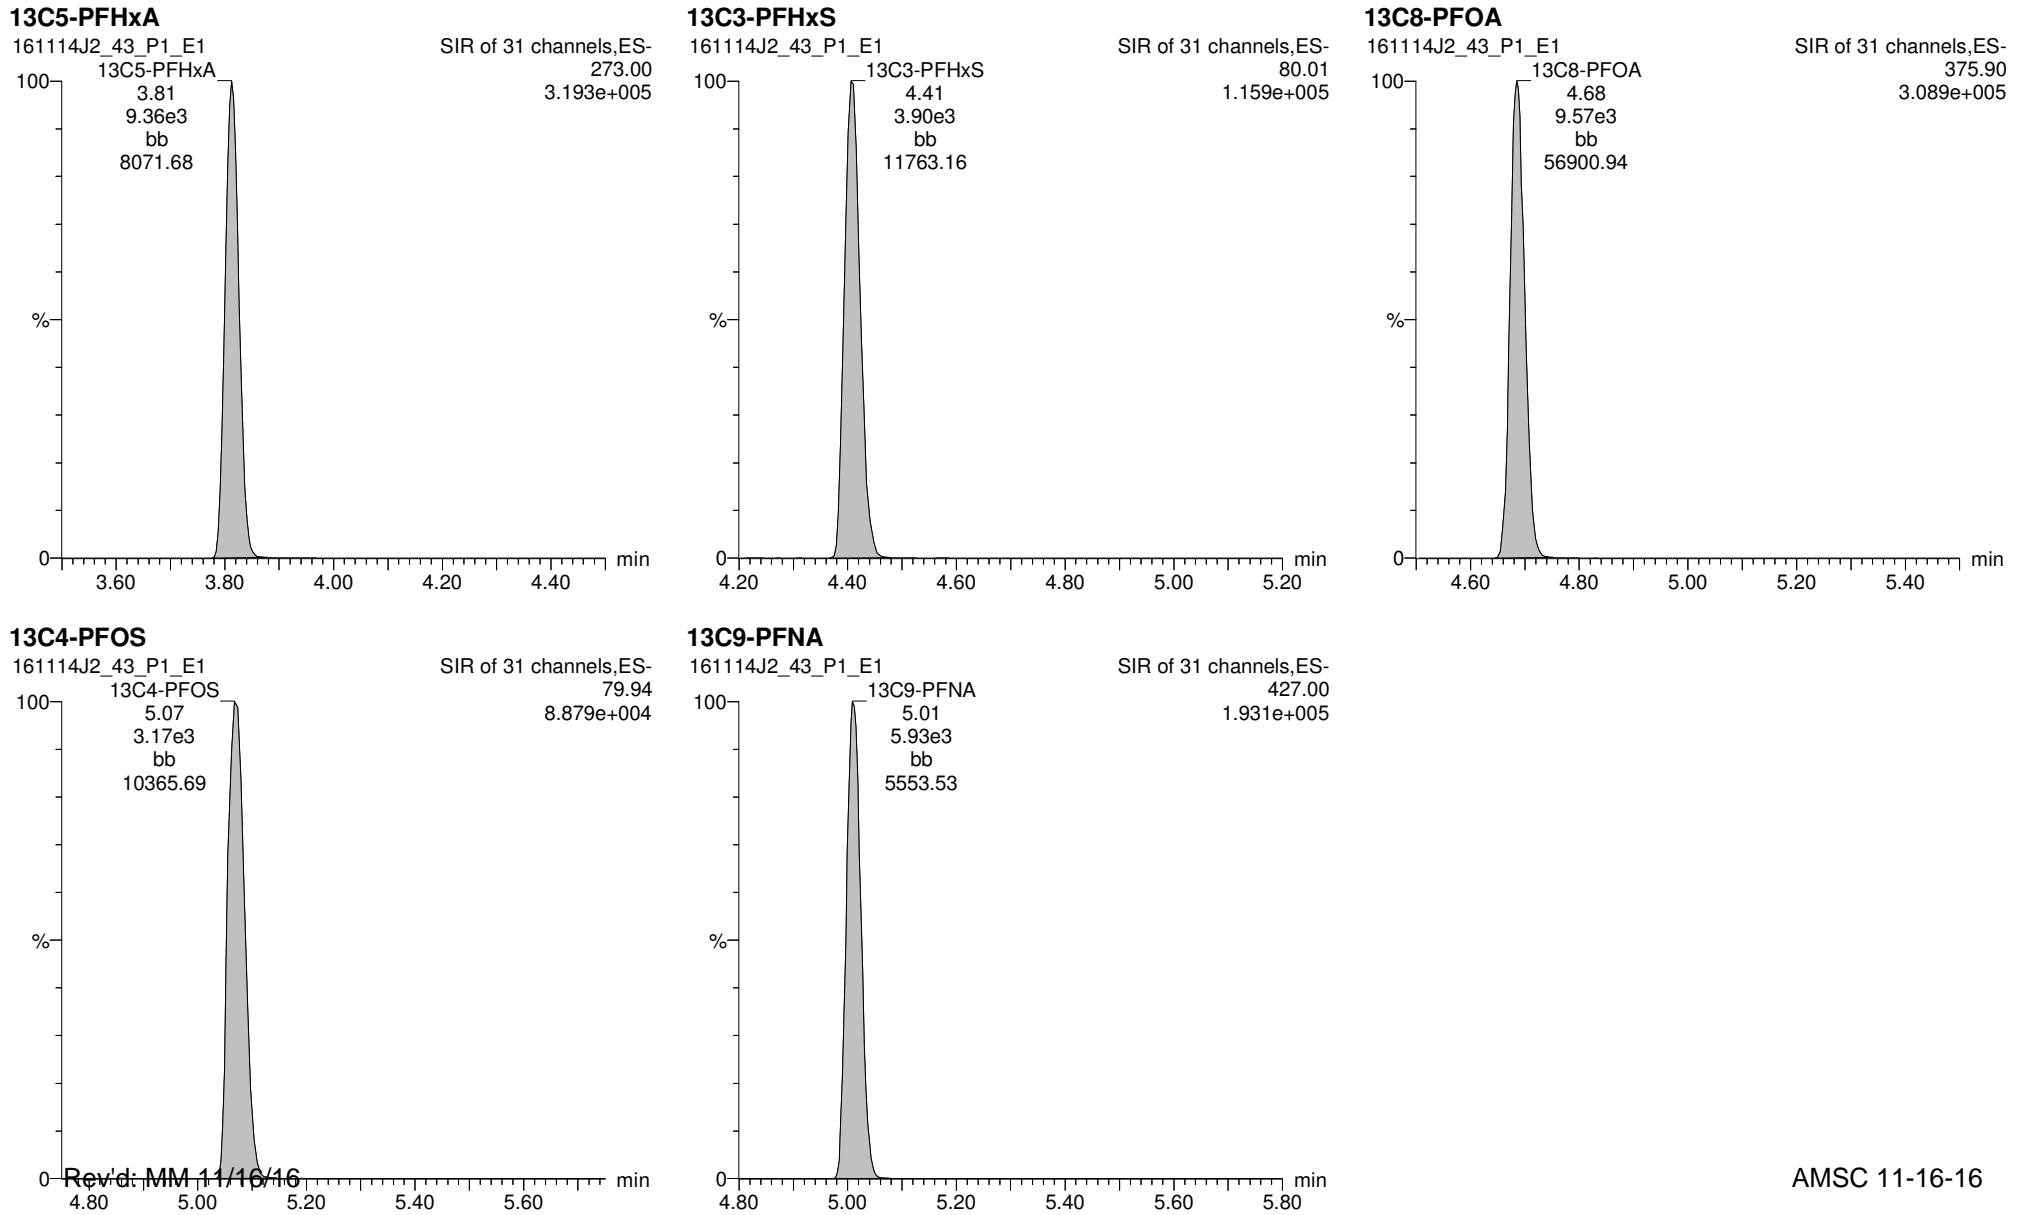 13C5-PFHxA
161114J2_43_P1_E1
SIR of 31 channels,ES-
273.00
3.193e+005
13C5-PFHxA
3.81
9.36e3
bb
8071.68
100
%
0
min
3.60 3.80 4.00 4.20 4.40
13C3-PFHxS
161114J2_43_P1_E1
SIR of 31 channels,ES-
80.01
1.159e+005
13C3-PFHxS
4.41
3.90e3
bb
11763.16
100
%
0
min
4.20 4.40 4.60 4.80 5.00 5.20
13C8-PFOA
161114J2_43_P1_E1
SIR of 31 channels,ES-
375.90
3.089e+005
13C8-PFOA
4.68
9.57e3
bb
56900.94
100
%
0
min
4.60 4.80 5.00 5.20 5.40
13C4-PFOS
161114J2_43_P1_E1
SIR of 31 channels,ES-
79.94
8.879e+004
13C4-PFOS
5.07
3.17e3
bb
10365.69
100
%
0
min
4.80 5.00 5.20 5.40 5.60
13C9-PFNA
161114J2_43_P1_E1
SIR of 31 channels,ES-
427.00
1.931e+005
13C9-PFNA
5.01
5.93e3
bb
5553.53
100
%
0
min
4.80 5.00 5.20 5.40 5.60 5.80
Rev'd: MM 11/16/16
AMSC 11-16-16